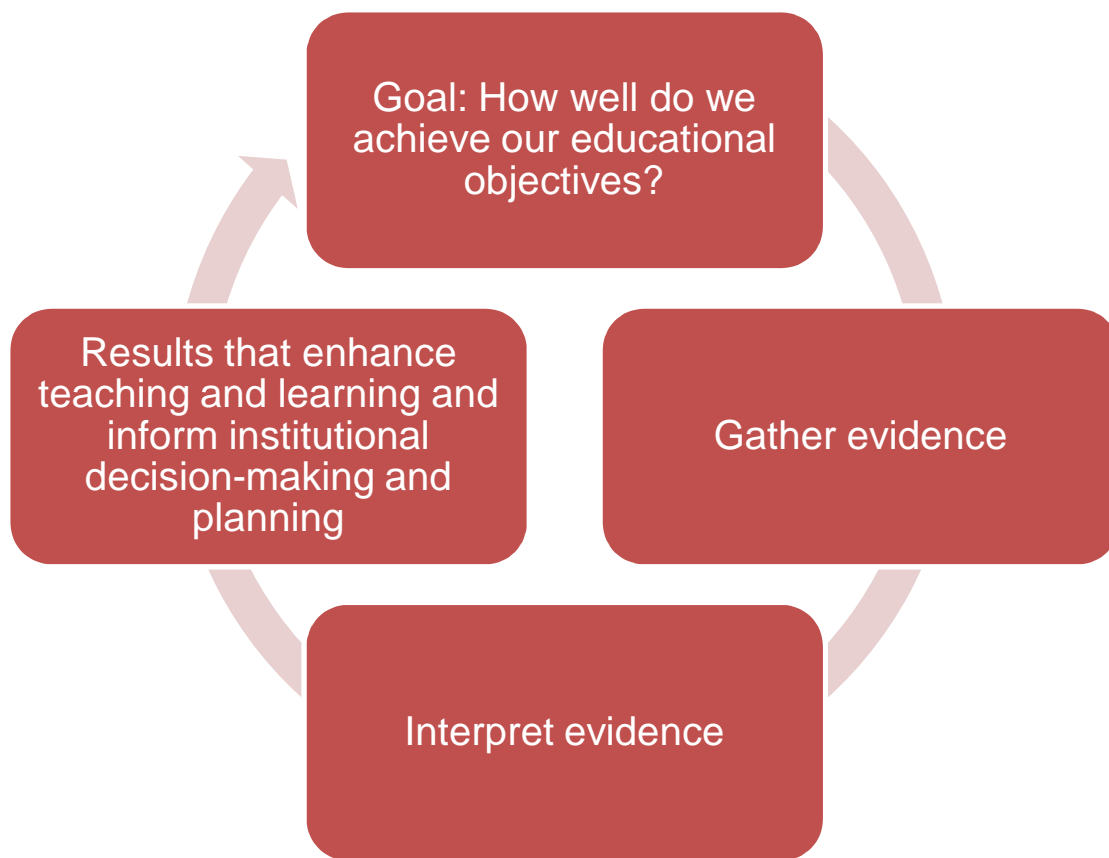 Goal: How well do we
achieve our educational
objectives?
Gather evidence
Interpret evidence
Results that enhance
teaching and learning and
inform institutional
decision-making and
planning